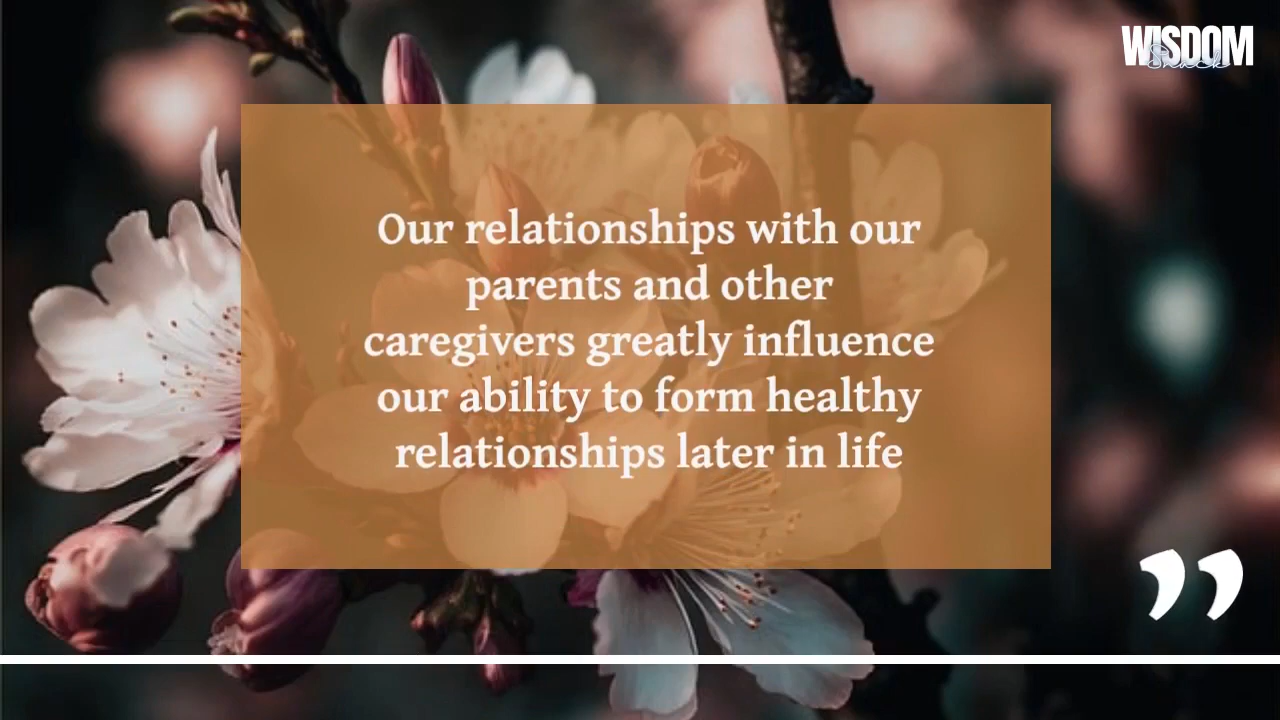 WISDOM
Snack
Our relationships with our
parents and other
caregivers greatly influence
our ability to form healthy
relationships later in life
”